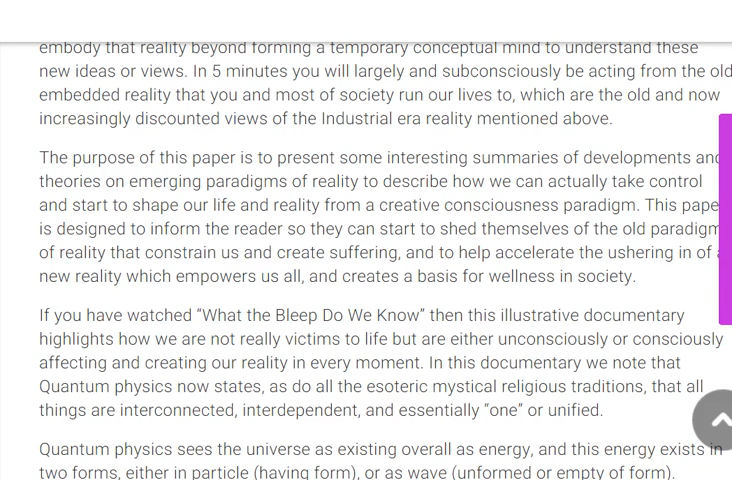 embody that reality beyond forming a temporary conceptual mind to understand these
new ideas or views. In 5 minutes you will largely and subconsciously be acting from the old
embedded reality that you and most of society run our lives to, which are the old and now
increasingly discounted views of the Industrial era reality mentioned above.
The purpose of this paper is to present some interesting summaries of developments and
theories on emerging paradigms of reality to describe how we can actually take control
and start to shape our life and reality from a creative consciousness paradigm. This pape
is designed to inform the reader so they can start to shed themselves of the old paradigm
of reality that constrain us and create suffering, and to help accelerate the ushering in of
new reality which empowers us all, and creates a basis for wellness in society.
If you have watched “What the Bleep Do We Know” then this illustrative documentary
highlights how we are not really victims to life but are either unconsciously or consciously
affecting and creating our reality in every moment. In this documentary we note that
Quantum physics now states, as do all the esoteric mystical religious traditions, that all
things are interconnected, interdependent, and essentially “one” or unified.
Quantum physics sees the universe as existing overall as energy, and this energy exists in
two forms, either in particle (having form), or as wave (unformed or empty of form).